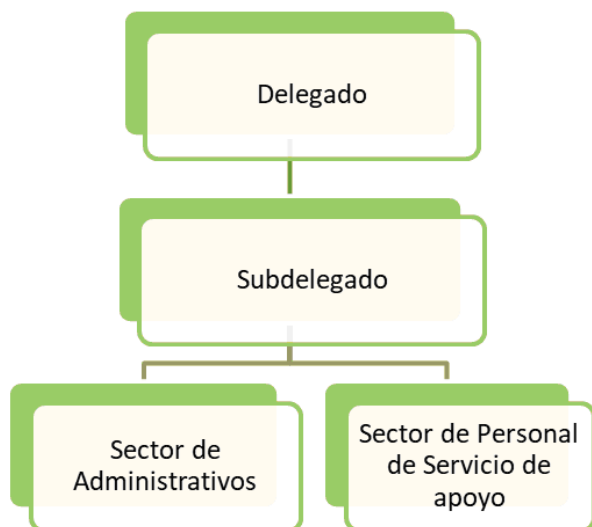 Delegado
Subdelegado
Sector de
Administrativos
Sector de Personal
de Servicio de
apoyo